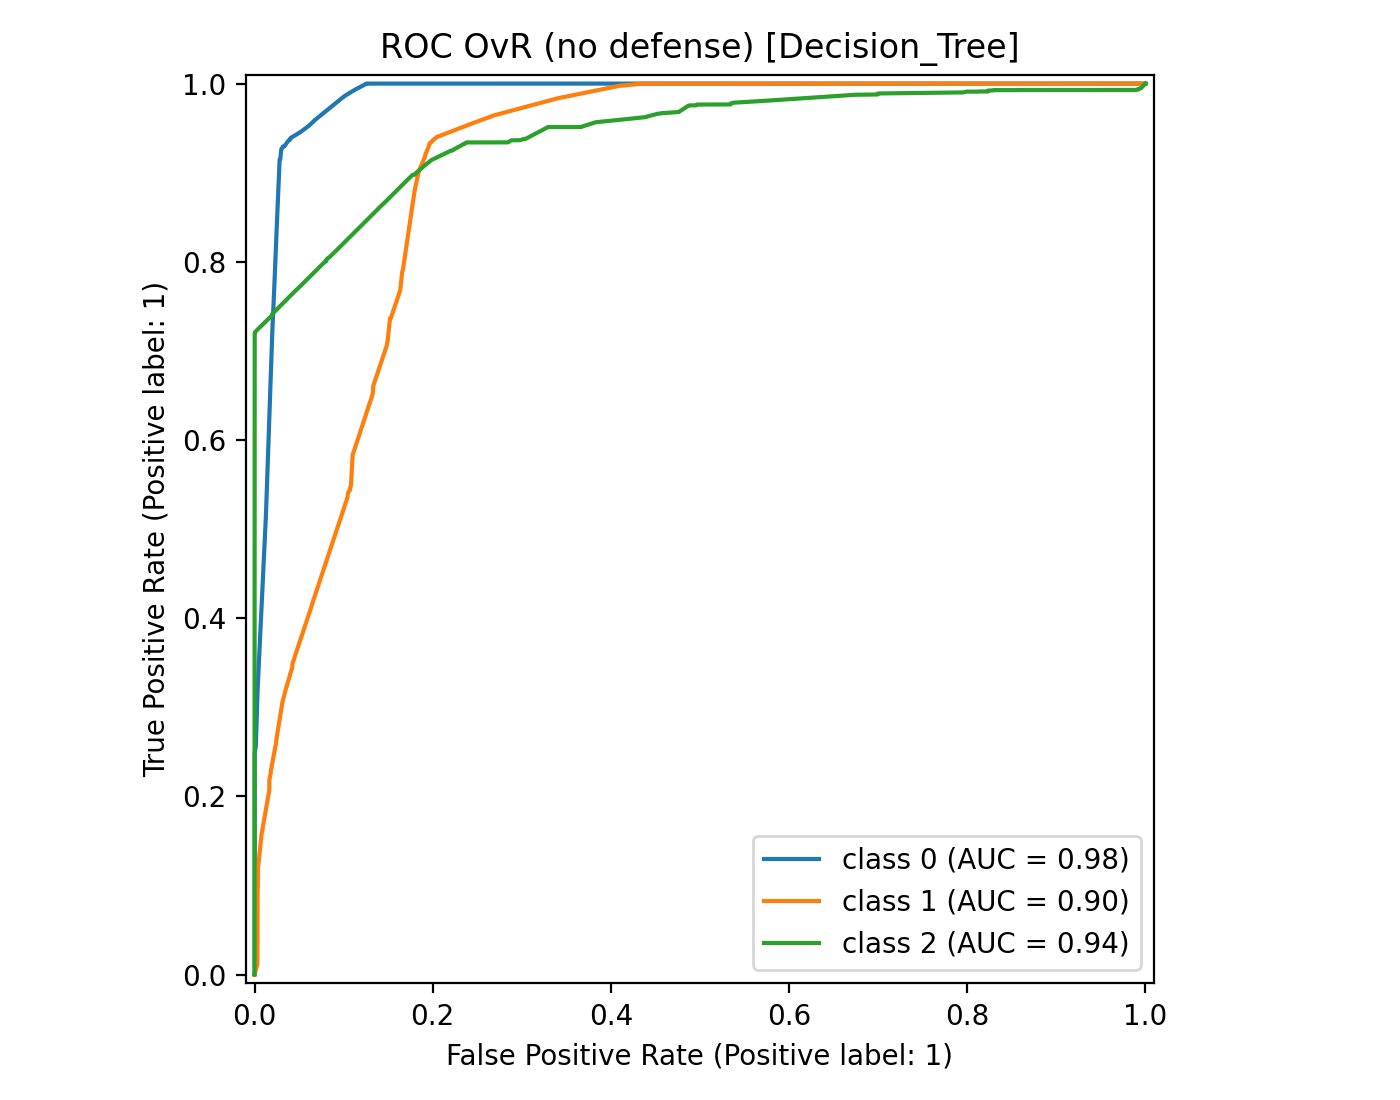 ROC OvR (no defense) [Decision_Tree]
1.0
0.8
0.6
0.4
0.2
0.0
True Positive Rate (Positive label: 1)
class 0 (AUC = 0.98)
class 1 (AUC = 0.90)
class 2 (AUC = 0.94)
0.0 0.2 0.4 0.6 0.8 1.0
False Positive Rate (Positive label: 1)